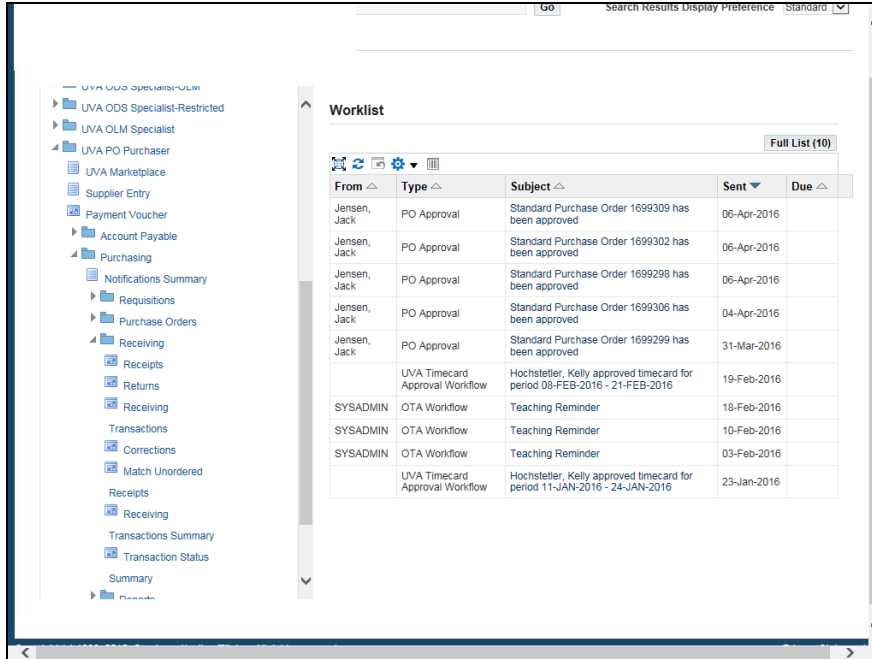 Go Search Results Display Preference Standard
UVA ODS Specialist-OLM
UVA ODS Specialist-Restricted
UVA OLM Specialist
UVA PO Purchaser
UVA Marketplace
Supplier Entry
Payment Voucher
Account Payable
Purchasing
Notifications Summary
Requisitions
Purchase Orders
Receiving
Receipts
Returns
Receiving
Transactions
Corrections
Match Unordered
Receipts
Receiving
Transactions Summary
Transaction Status
Summary
Reports
Worklist
Full List (10)
From Type Subject Sent Due
Jensen, Jack PO Approval Standard Purchase Order 1699309 has been approved 06-Apr-2016
Jensen, Jack PO Approval Standard Purchase Order 1699302 has been approved 06-Apr-2016
Jensen, Jack PO Approval Standard Purchase Order 1699298 has been approved 06-Apr-2016
Jensen, Jack PO Approval Standard Purchase Order 1699306 has been approved 04-Apr-2016
Jensen, Jack PO Approval Standard Purchase Order 1699299 has been approved 31-Mar-2016
UVA Timecard Approval Workflow Hochstetler, Kelly approved timecard for period 08-FEB-2016 - 21-FEB-2016 19-Feb-2016
SYSADMIN OTA Workflow Teaching Reminder 18-Feb-2016
SYSADMIN OTA Workflow Teaching Reminder 10-Feb-2016
SYSADMIN OTA Workflow Teaching Reminder 03-Feb-2016
UVA Timecard Approval Workflow Hochstetler, Kelly approved timecard for period 11-JAN-2016 - 24-JAN-2016 23-Jan-2016